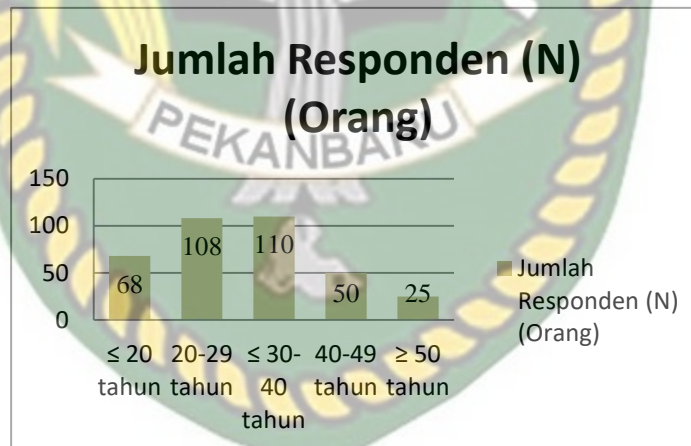 Jumlah Responden (N)
(Orang)
PEKANBARU
150
100
50
0
68
108
110
50
25
≤ 20
tahun
20-29
tahun
≤ 30-
40
tahun
40-49
tahun
≥ 50
tahun
Jumlah
Responden (N)
(Orang)